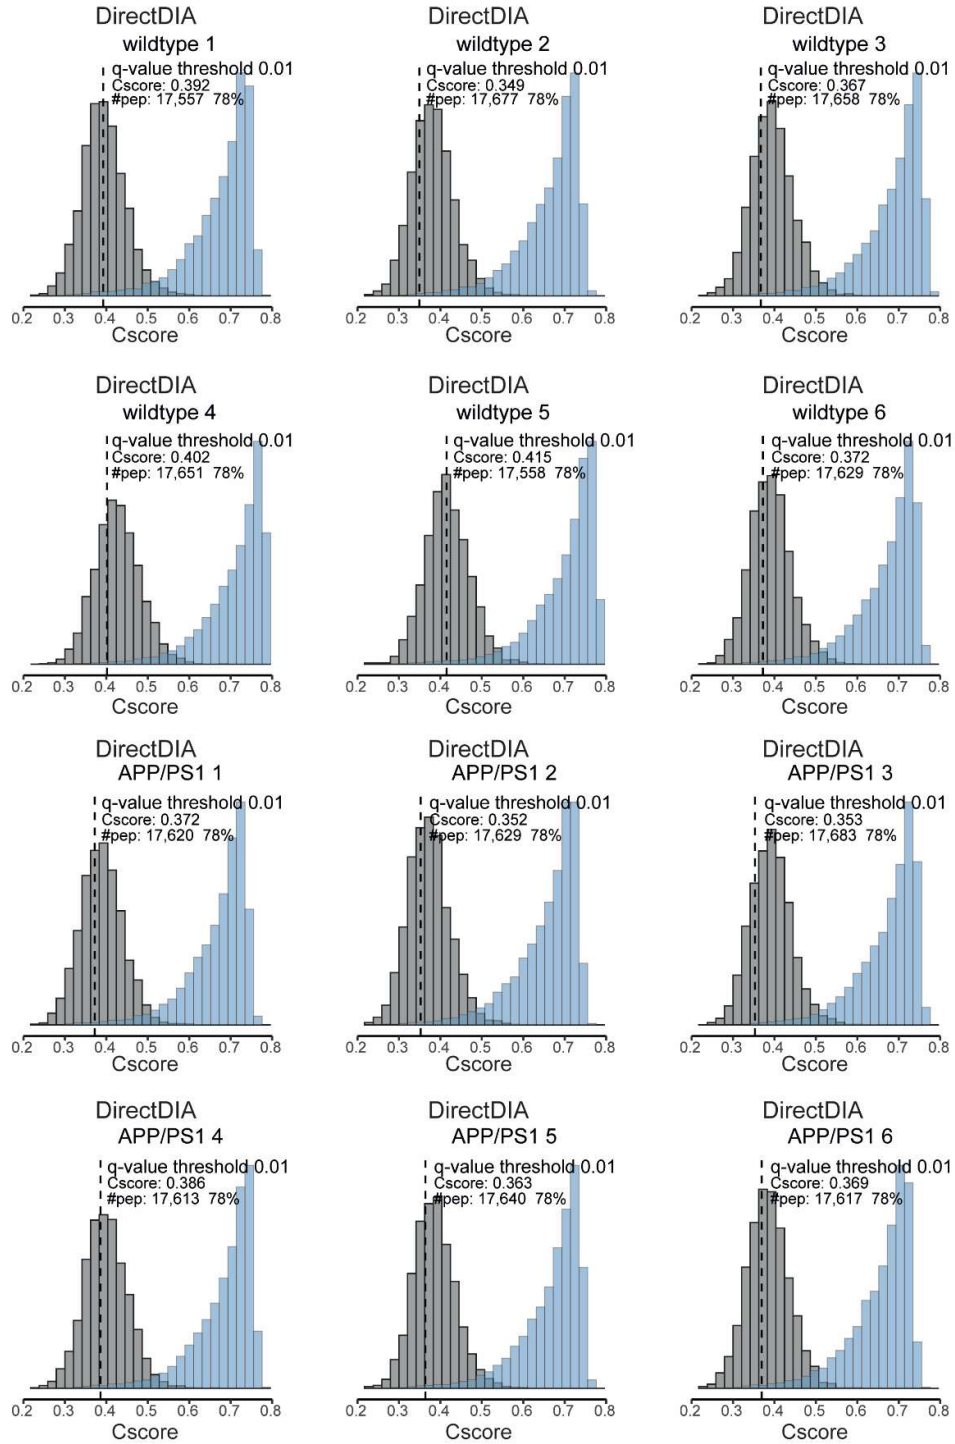 DirectDIA
wildtype 1
q-value threshold 0.01
Cscore: 0.392
#pep: 17,557 78%
0.2 0.3 0.4 0.5 0.6 0.7 0.8
Cscore
DirectDIA
wildtype 2
q-value threshold 0.01
Cscore: 0.349
#pep: 17,677 78%
0.2 0.3 0.4 0.5 0.6 0.7 0.8
Cscore
DirectDIA
wildtype 3
q-value threshold 0.01
Cscore: 0.367
#pep: 17,658 78%
0.2 0.3 0.4 0.5 0.6 0.7 0.8
Cscore
DirectDIA
wildtype 4
q-value threshold 0.01
Cscore: 0.402
#pep: 17,651 78%
0.2 0.3 0.4 0.5 0.6 0.7 0.8
Cscore
DirectDIA
wildtype 5
q-value threshold 0.01
Cscore: 0.415
#pep: 17,558 78%
0.2 0.3 0.4 0.5 0.6 0.7 0.8
Cscore
DirectDIA
wildtype 6
q-value threshold 0.01
Cscore: 0.372
#pep: 17,629 78%
0.2 0.3 0.4 0.5 0.6 0.7 0.8
Cscore
DirectDIA
APP/PS1 1
q-value threshold 0.01
Cscore: 0.372
#pep: 17,620 78%
0.2 0.3 0.4 0.5 0.6 0.7 0.8
Cscore
DirectDIA
APP/PS1 2
q-value threshold 0.01
Cscore: 0.352
#pep: 17,629 78%
0.2 0.3 0.4 0.5 0.6 0.7 0.8
Cscore
DirectDIA
APP/PS1 3
q-value threshold 0.01
Cscore: 0.353
#pep: 17,683 78%
0.2 0.3 0.4 0.5 0.6 0.7 0.8
Cscore
DirectDIA
APP/PS1 4
q-value threshold 0.01
Cscore: 0.386
#pep: 17,613 78%
0.2 0.3 0.4 0.5 0.6 0.7 0.8
Cscore
DirectDIA
APP/PS1 5
q-value threshold 0.01
Cscore: 0.363
#pep: 17,640 78%
0.2 0.3 0.4 0.5 0.6 0.7 0.8
Cscore
DirectDIA
APP/PS1 6
q-value threshold 0.01
Cscore: 0.369
#pep: 17,617 78%
0.2 0.3 0.4 0.5 0.6 0.7 0.8
Cscore